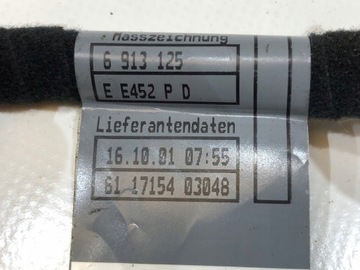 Masszeichnung
6 913 125
E E452 P D
Lieferantendaten
16.10.01 07:55
61 17154 03048